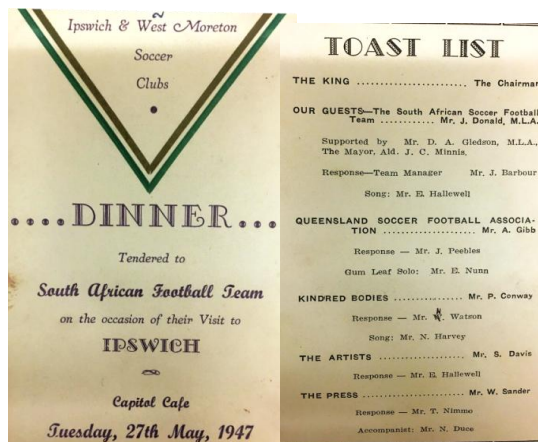 Ipswich & West Moreton
Soccer
Clubs
DINNER
Tendered to
South African Football Team
on the occasion of their Visit to
IPSWICH
Capitol Cafe
Tuesday, 27th May, 1947
TOAST LIST
THE KING ........................ The Chairman
OUR GUESTS—The South African Soccer Football
Team ............ Mr. J. Donald, M.L.A.
Supported by Mr. D. A. Gledson, M.L.A.,
The Mayor, Ald. J. C. Minnis,
Response—Team Manager Mr. J. Barbour
Song: Mr. E. Hallewell
QUEENSLAND SOCCER FOOTBALL ASSOCIA-
TION ..................... Mr. A. Gibb
Response — Mr. J. Peebles
Gum Leaf Solo: Mr. E. Nunn
KINDRED BODIES ............... Mr. P. Conway
Response — Mr. Watson
Song: Mr. N. Harvey
THE ARTISTS ................... Mr. S. Davis
Response — Mr. E. Hallewell
THE PRESS .................... Mr. W. Sander
Response — Mr. T. Nimmo
Accompanist: Mr. N. Duce